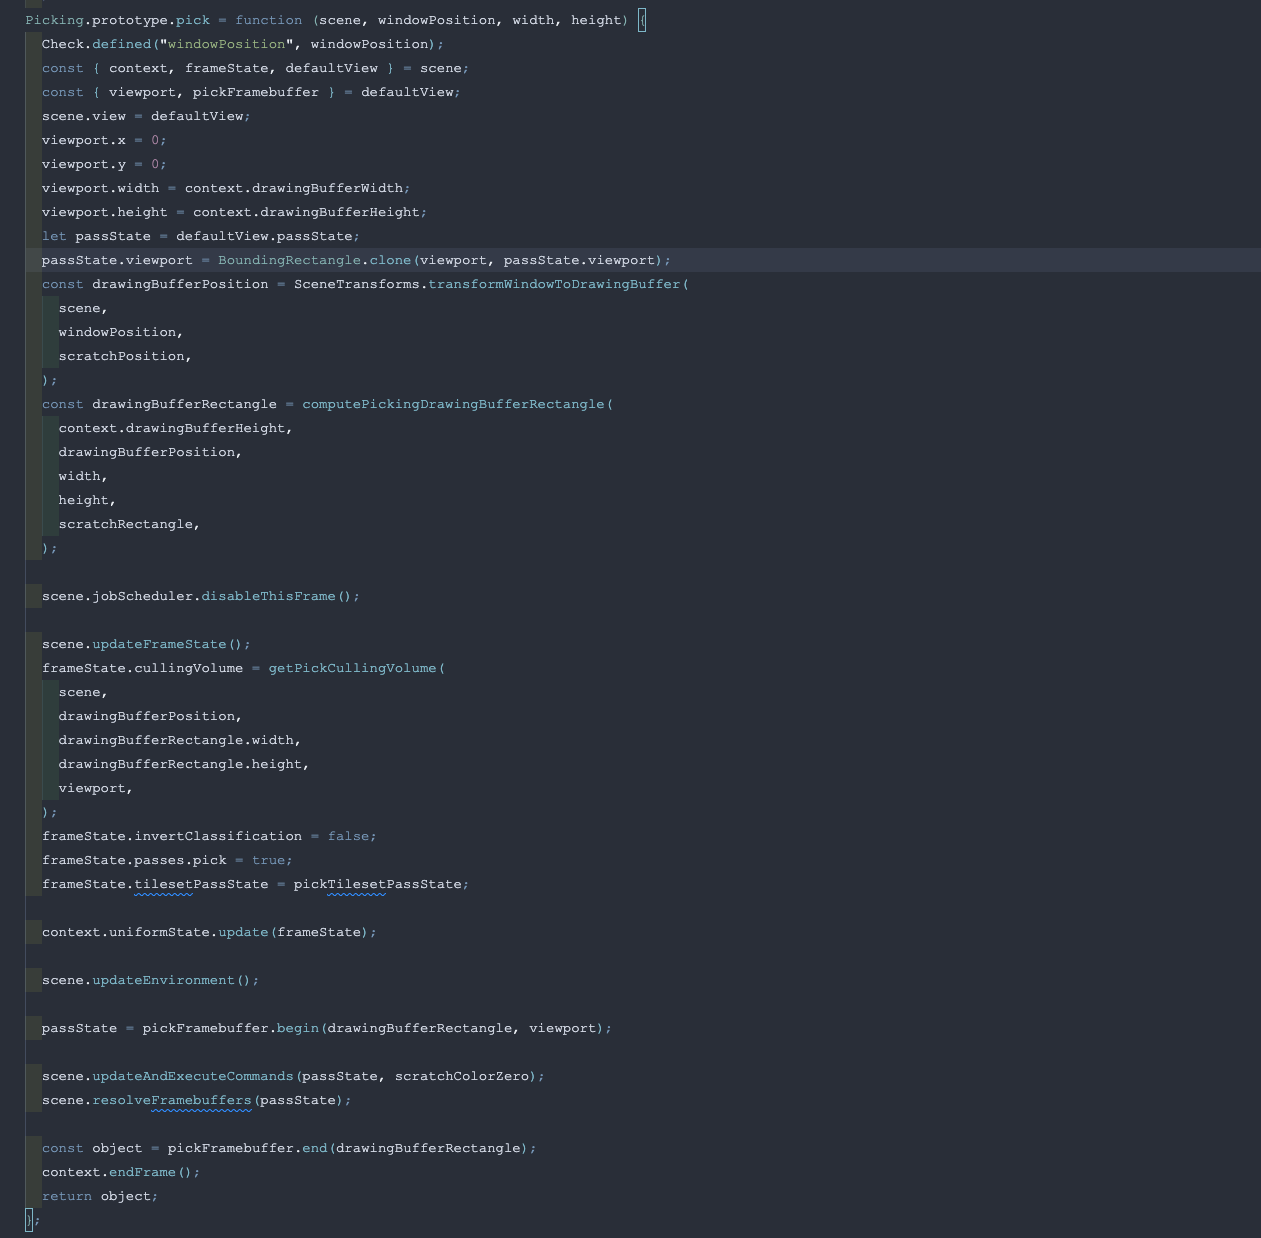 Picking.prototype.pick = function (scene, windowPosition, width, height) {
Check.defined("windowPosition", windowPosition);
const { context, frameState, defaultView } = scene;
const { viewport, pickFramebuffer } = defaultView;
scene.view = defaultView;
viewport.x = 0;
viewport.y = 0;
viewport.width = context.drawingBufferWidth;
viewport.height = context.drawingBufferHeight;
let passState = defaultView.passState;
passState.viewport = BoundingRectangle.clone(viewport, passState.viewport);
const drawingBufferPosition = SceneTransforms.transformWindowToDrawingBuffer(
scene,
windowPosition,
scratchPosition,
);
const drawingBufferRectangle = computePickingDrawingBufferRectangle(
context.drawingBufferHeight,
drawingBufferPosition,
width,
height,
scratchRectangle,
);
scene.jobScheduler.disableThisFrame();
scene.updateFrameState();
frameState.cullingVolume = getPickCullingVolume(
scene,
drawingBufferPosition,
drawingBufferRectangle.width,
drawingBufferRectangle.height,
viewport,
);
frameState.invertClassification = false;
frameState.passes.pick = true;
frameState.tilesetPassState = pickTilesetPassState;
context.uniformState.update(frameState);
scene.updateEnvironment();
passState = pickFramebuffer.begin(drawingBufferRectangle, viewport);
scene.updateAndExecuteCommands(passState, scratchColorZero);
scene.resolveFramebuffers(passState);
const object = pickFramebuffer.end(drawingBufferRectangle);
context.endFrame();
return object;
};